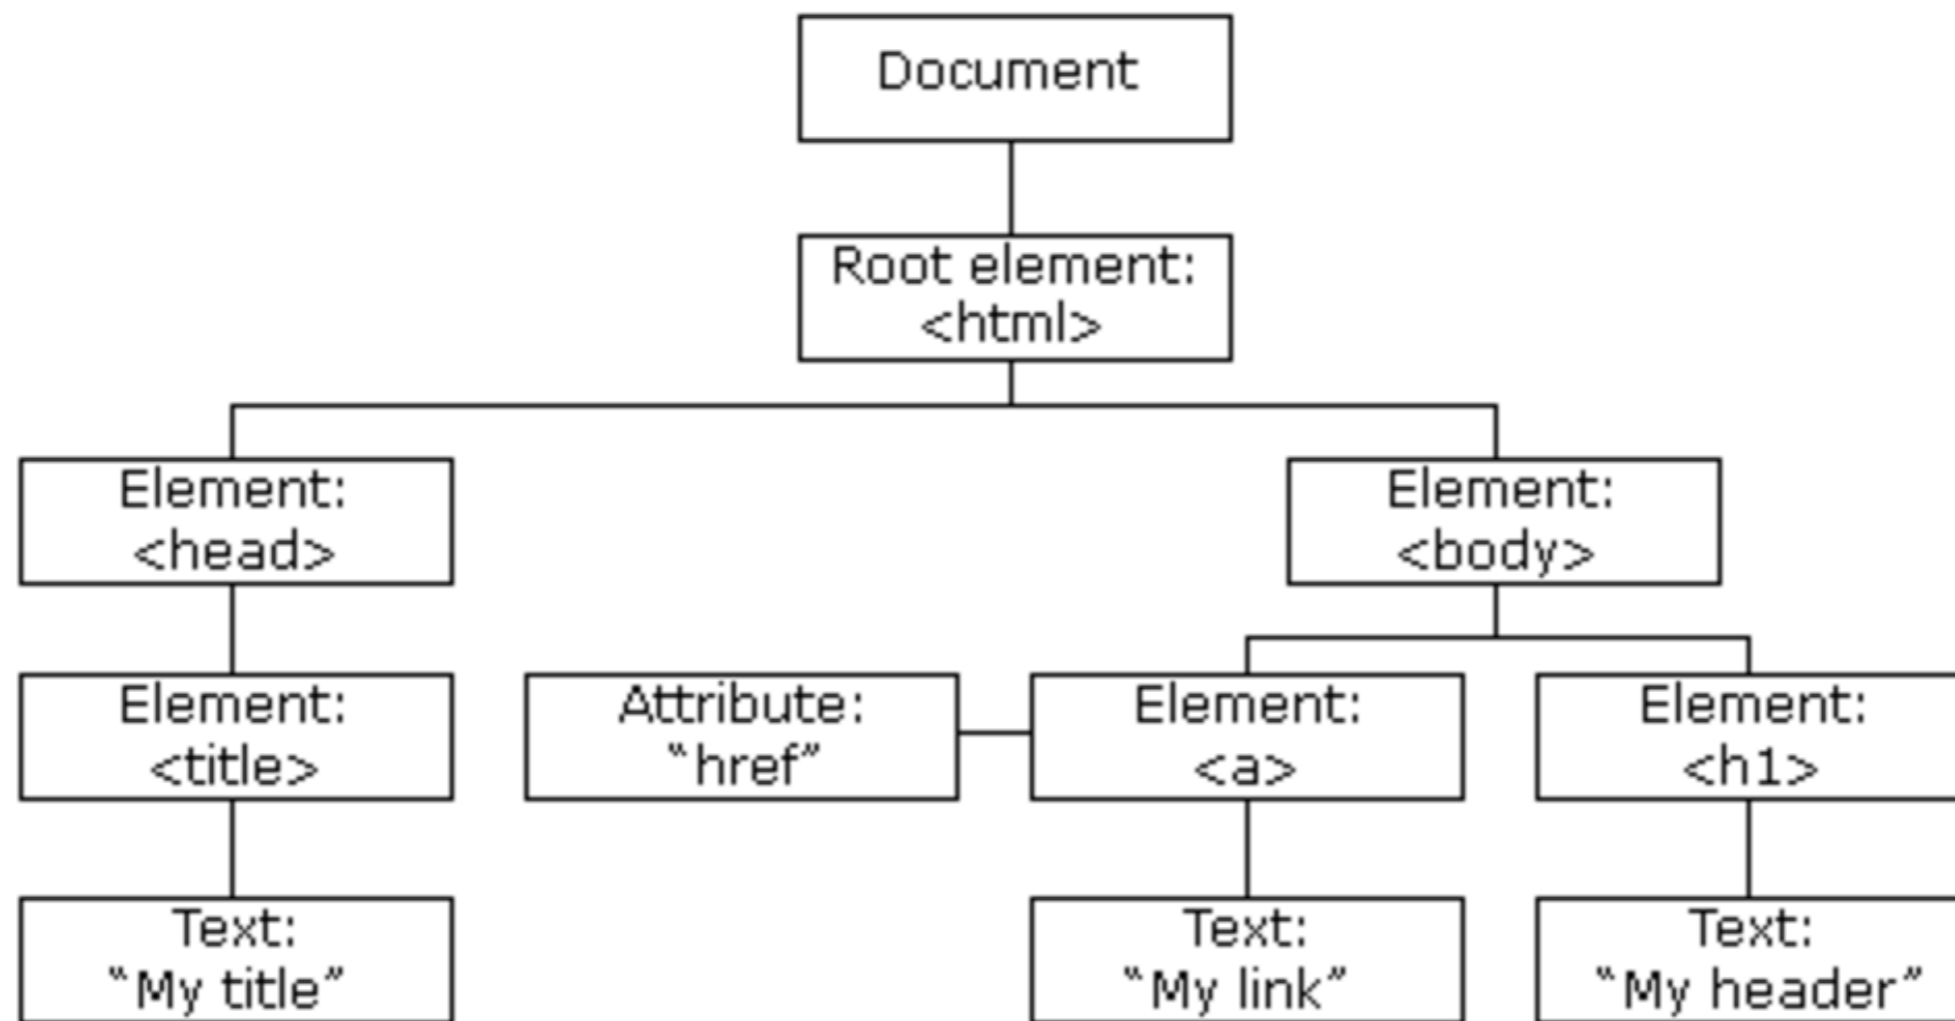 Document
Root element:
<html>
Element:
<head>
Element:
<body>
Element:
<title>
Attribute:
“href”
Element:
<a>
Element:
<h1>
Text:
“My title”
Text:
“My link”
Text:
“My header”